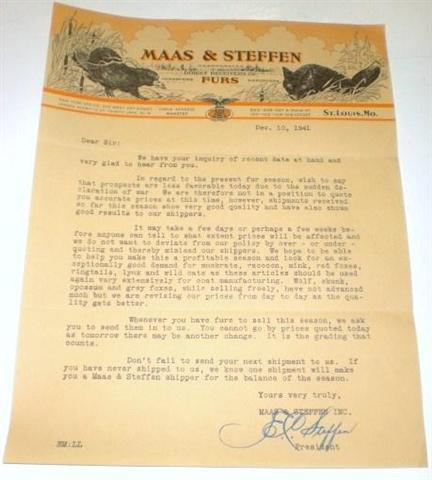 MAAS & STEFFEN
DIRECT RECEIVERS OF
FURS
ST. LOUIS, MO.
Dec. 10, 1941
Dear Sir:
We have your inquiry of recent date at hand and
very glad to hear from you.
In regard to the present fur season, wish to say
that prospects are less favorable today due to the sudden de-
claration of war. We are therefore not in a position to quote
you accurate prices at this time, however, shipments received
so far this season show very good quality and have also shown
good results to our shippers.
It may take a few days or perhaps a few weeks be-
fore anyone can tell to what extent prices will be affected and
we do not want to deviate from our policy by over - or under -
quoting and thereby mislead our shippers. We hope to be able
to help you make this a profitable season and look for an ex-
ceptionally good demand for muskrats, raccoon, mink, red foxes,
ringtails, lynx and wild cats as these articles should be used
again very extensively for coat manufacturing. Wolf, skunk,
opossum and grey foxes, while selling freely, have not advanced
much but we are revising our prices from day to day as the qua-
lity gets better.
Whenever you have furs to sell this season, we ask
you to send them in to us. You cannot go by prices quoted today
as tomorrow there may be another change. It is the grading that
counts.
Don't fail to send your next shipment to us. If
you have never shipped to us, we know one shipment will make
you a Maas & Steffen shipper for the balance of the season.
Yours very truly,
MAAS & STEFFEN INC.
Steffen
President
EM:LL